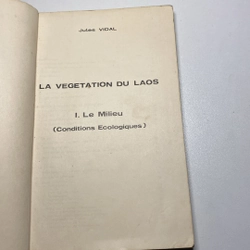 Jules VIDAL
LA VEGETATION DU LAOS
I. Le Milieu
(Conditions Ecologiques)